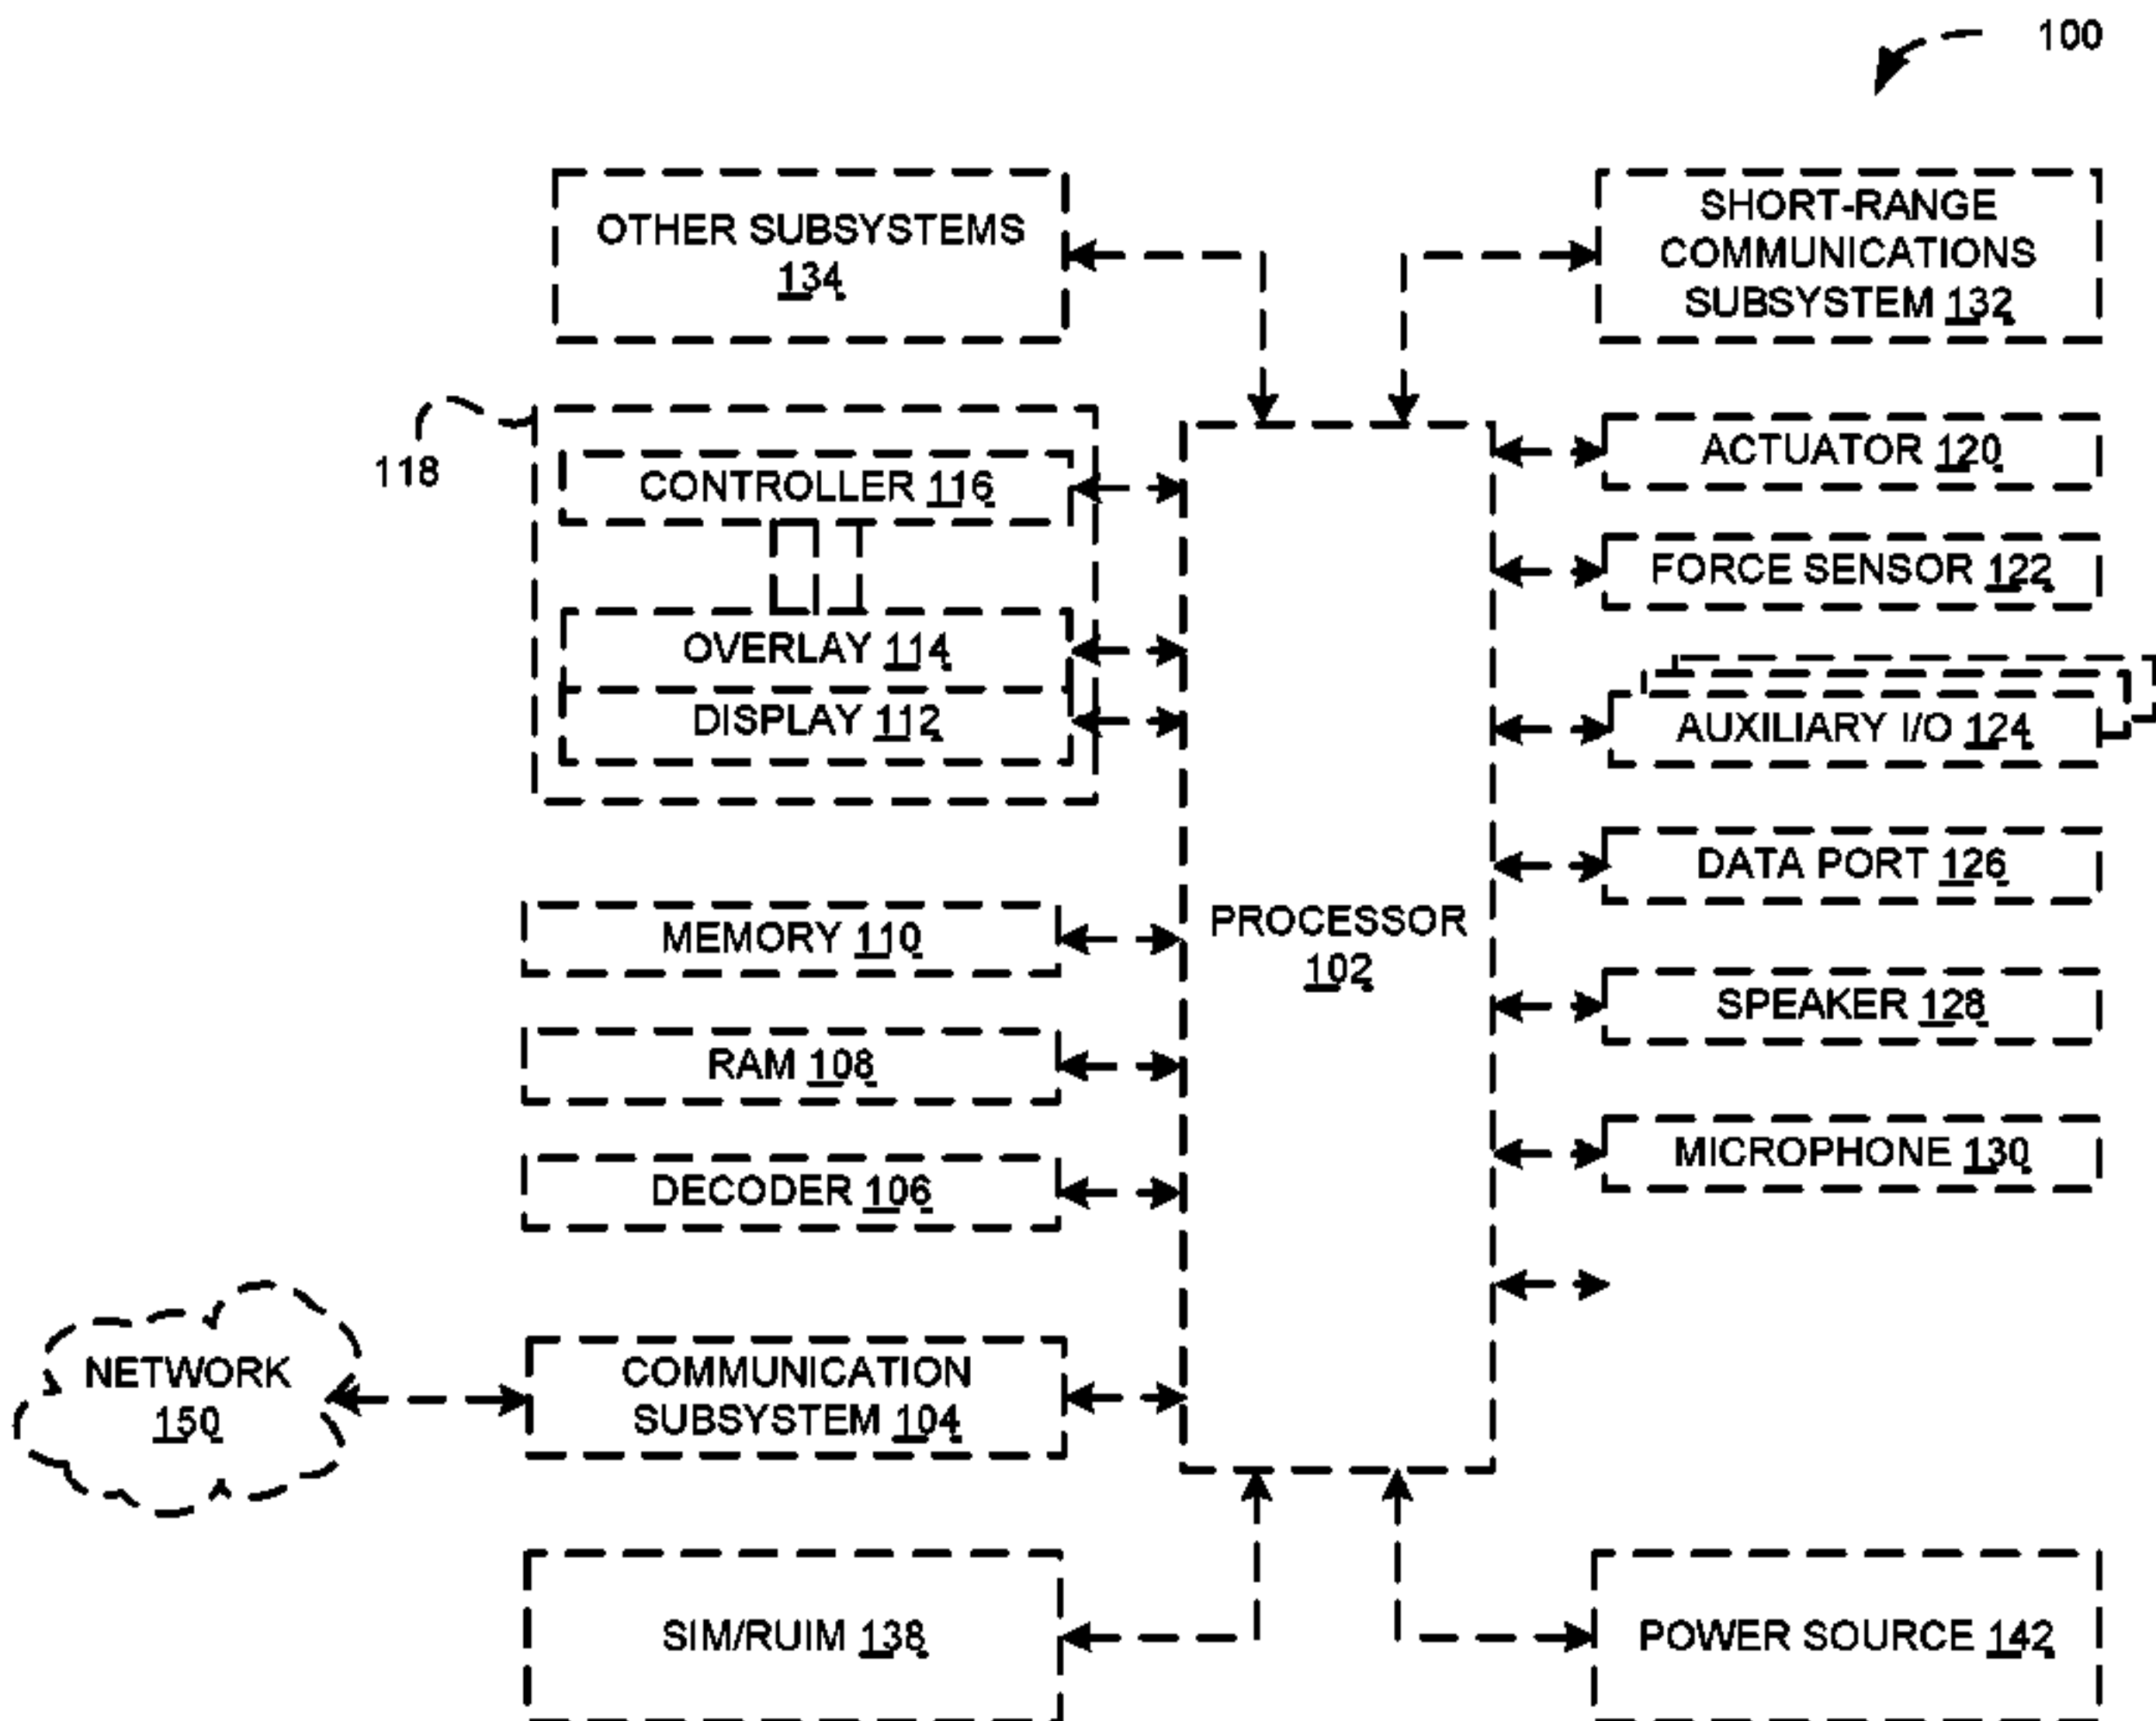 100
OTHER SUBSYSTEMS
134
SHORT-RANGE
COMMUNICATIONS
SUBSYSTEM 132
118
CONTROLLER 116
OVERLAY 114
DISPLAY 112
MEMORY 110
RAM 108
DECODER 106
COMMUNICATION
SUBSYSTEM 104
NETWORK
150
SIM/RUIM 138
PROCESSOR
102
ACTUATOR 120
FORCE SENSOR 122
AUXILIARY I/O 124
DATA PORT 126
SPEAKER 128
MICROPHONE 130
POWER SOURCE 142